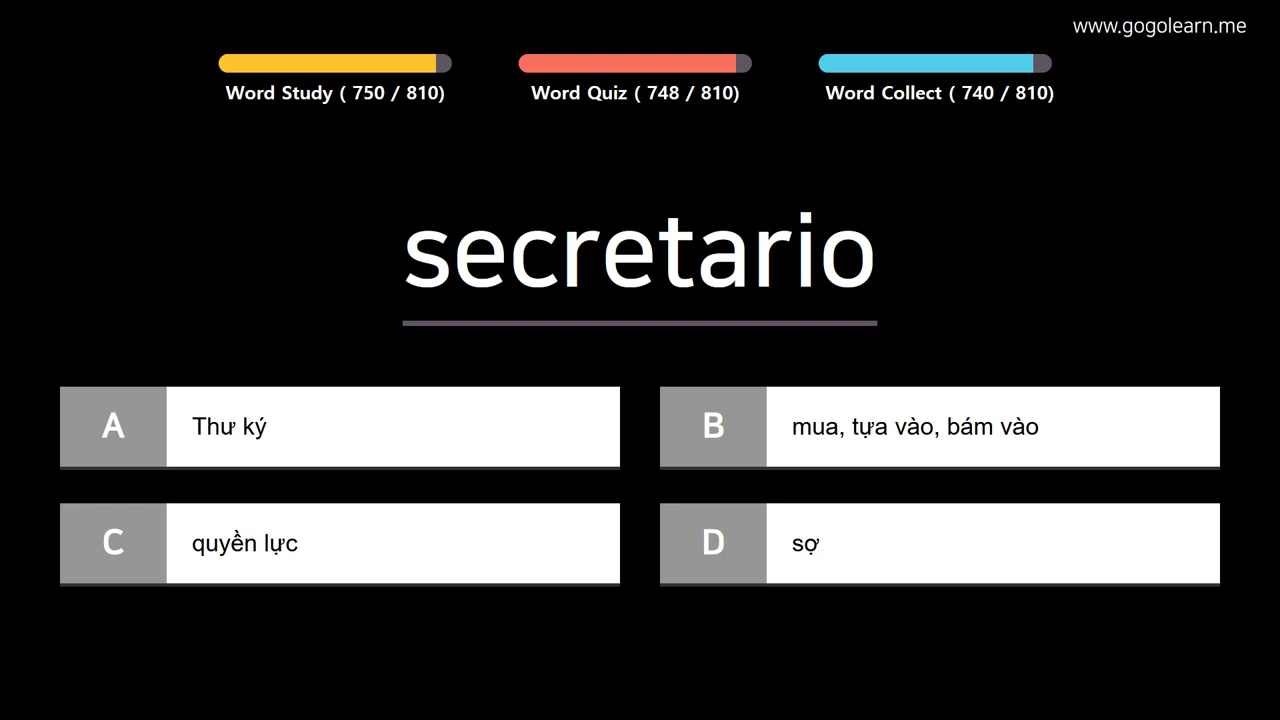 www.gogolearn.me
Word Study ( 750 / 810)
Word Quiz ( 748 / 810)
Word Collect ( 740 / 810)
secretario
A
Thư ký
B
mua, tựa vào, bám vào
C
quyền lực
D
sợ